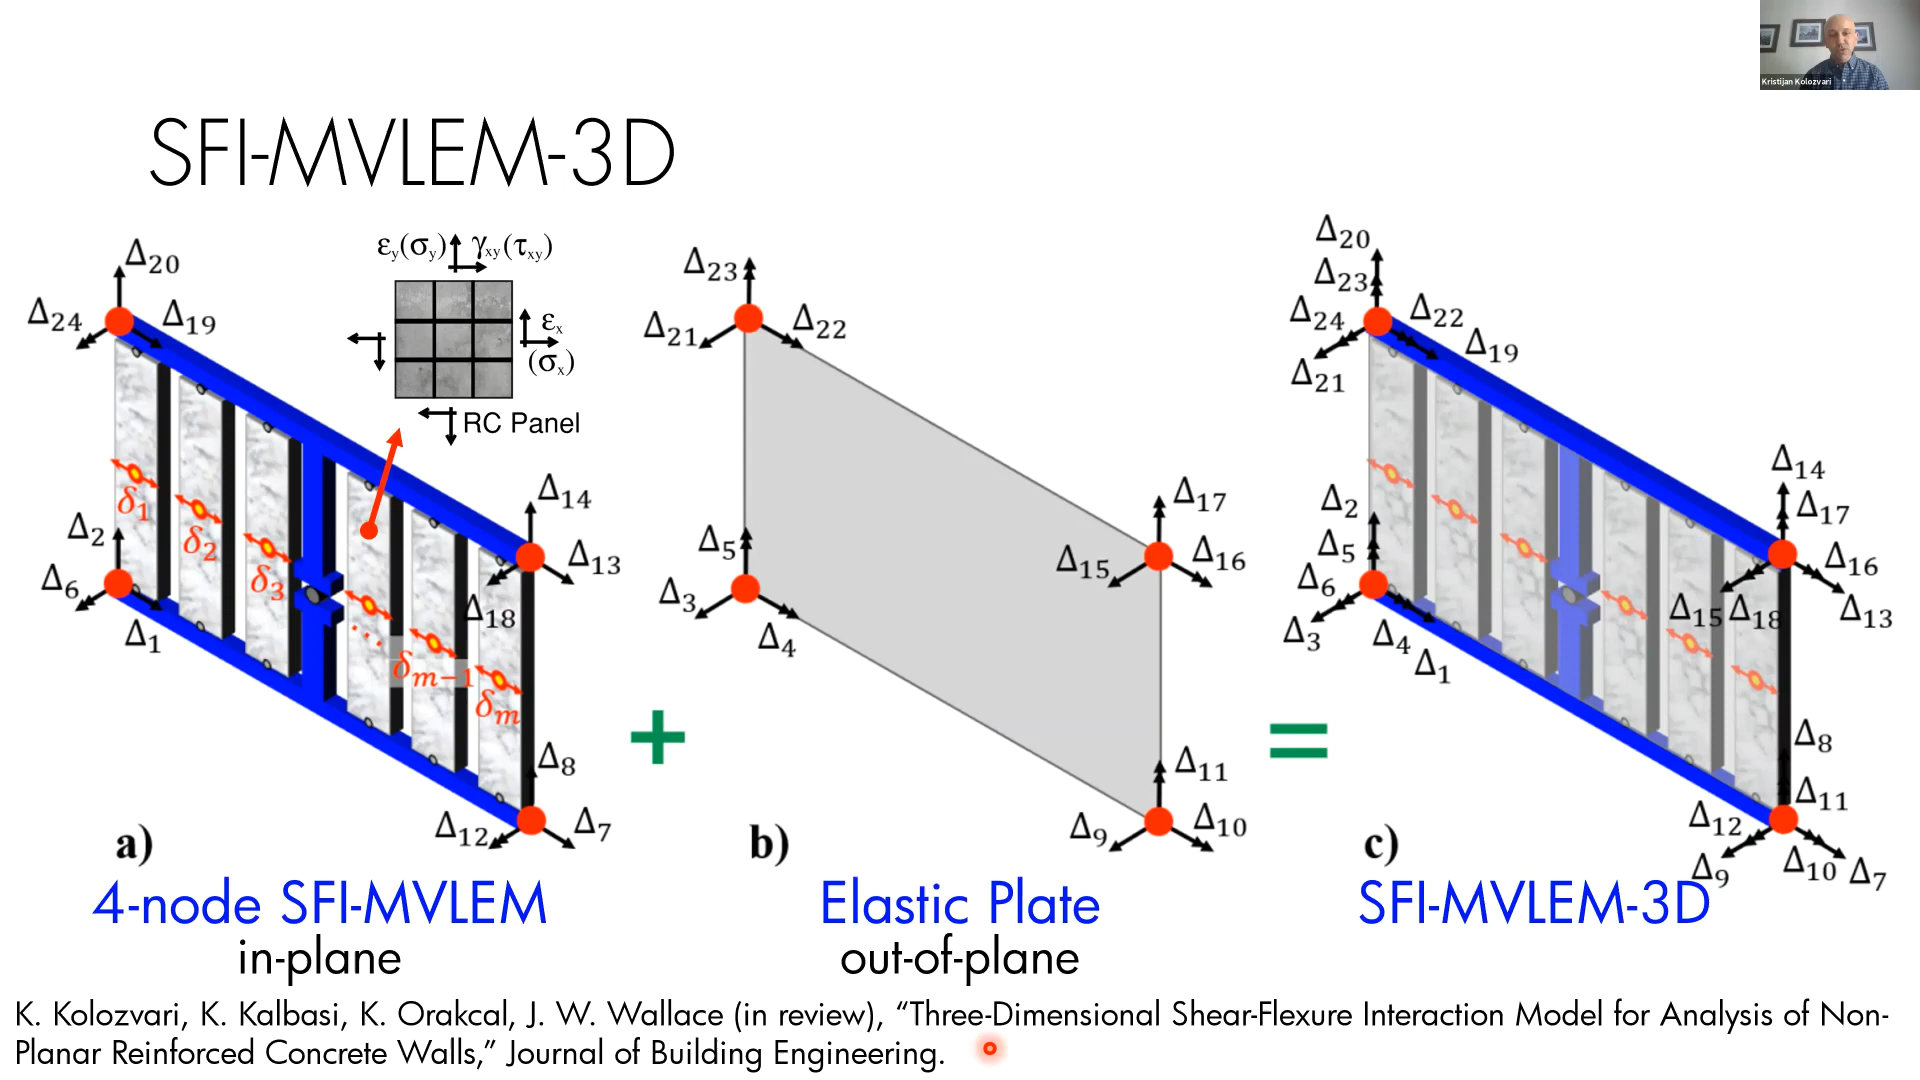 Kristijan Kolozvari
SFI-MVLEM-3D
εy(σy) γxy(τxy)
εx
(σx)
RC Panel
Δ20
Δ24
Δ19
δ1
δ2
δ3
...
δm−1
δm
Δ2
Δ6
Δ1
Δ14
Δ13
Δ18
Δ8
Δ12
Δ7
a)
4-node SFI-MVLEM
in-plane
+
Δ23
Δ21
Δ22
Δ5
Δ3
Δ4
Δ17
Δ15
Δ16
Δ11
Δ9
Δ10
b)
Elastic Plate
out-of-plane
=
Δ20
Δ23
Δ24
Δ22
Δ19
Δ21
Δ2
Δ5
Δ6
Δ3
Δ4
Δ1
Δ14
Δ17
Δ16
Δ15
Δ18
Δ13
Δ8
Δ11
Δ12
Δ9
Δ10
Δ7
c)
SFI-MVLEM-3D
K. Kolozvari, K. Kalbasi, K. Orakcal, J. W. Wallace (in review), “Three-Dimensional Shear-Flexure Interaction Model for Analysis of Non-
Planar Reinforced Concrete Walls,” Journal of Building Engineering.